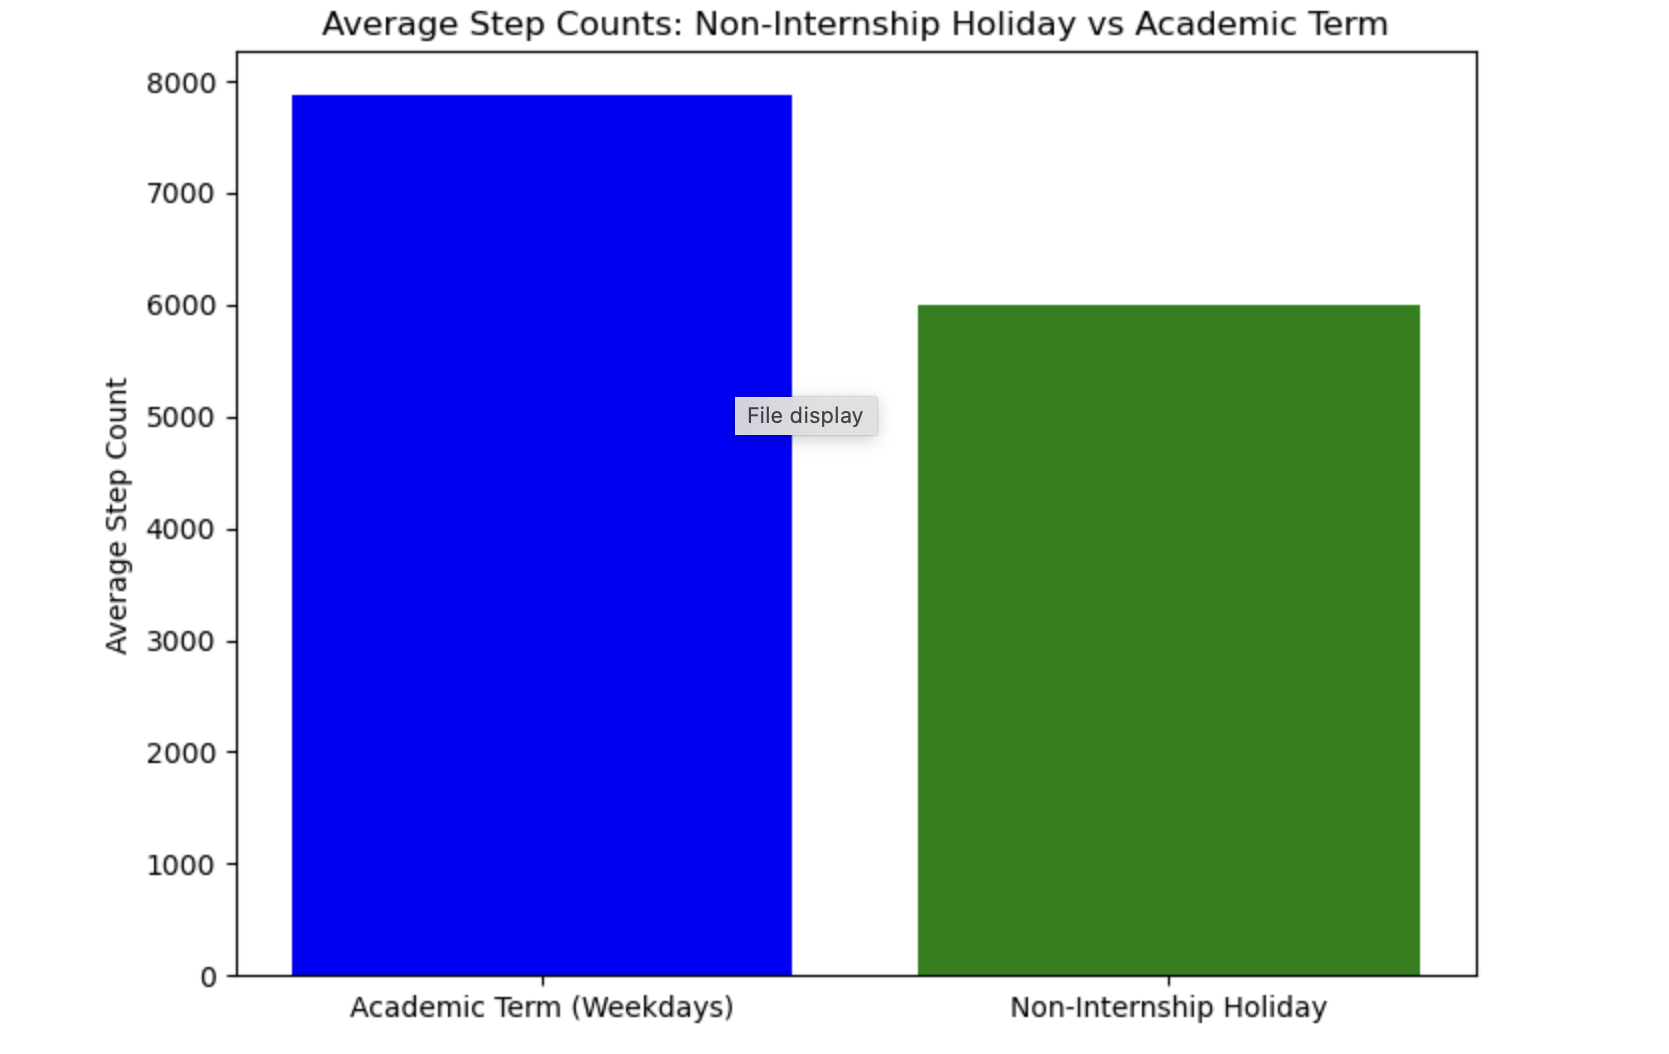 Average Step Counts: Non-Internship Holiday vs Academic Term
8000
7000
6000
5000
4000
3000
2000
1000
0
Average Step Count
File display
Academic Term (Weekdays)
Non-Internship Holiday